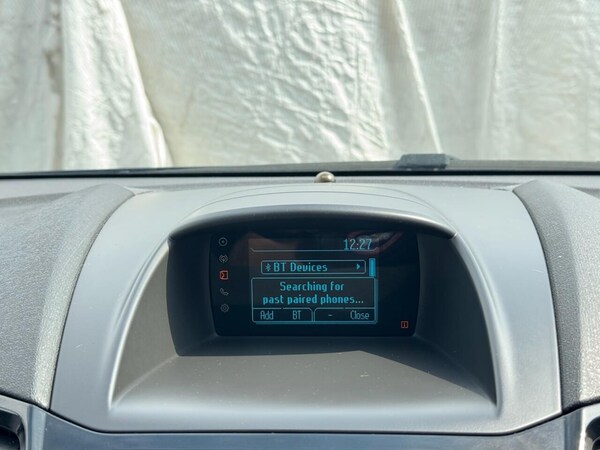 12:27
BT Devices
Searching for
past paired phones...
Add BT - Close